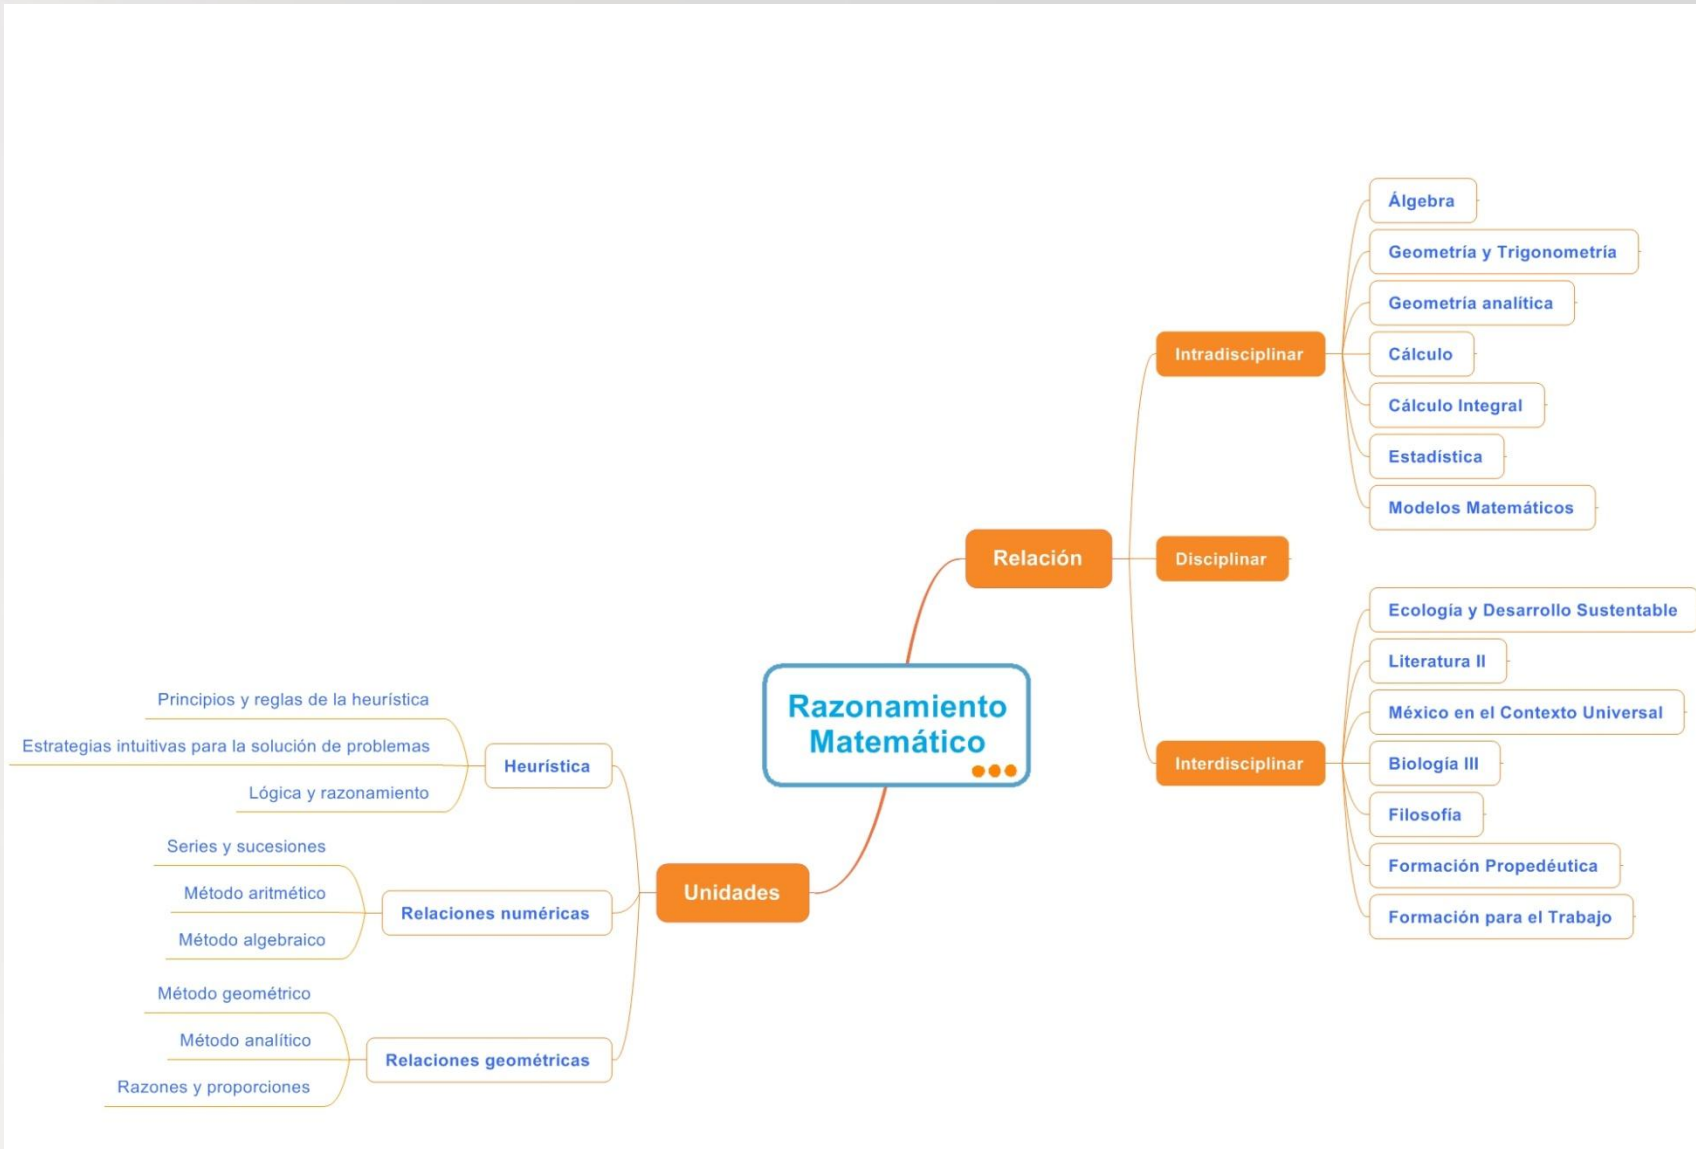 Razonamiento
Matemático
Relación
Intradisciplinar
Álgebra
Geometría y Trigonometría
Geometría analítica
Cálculo
Cálculo Integral
Estadística
Modelos Matemáticos
Disciplinar
Interdisciplinar
Ecología y Desarrollo Sustentable
Literatura II
México en el Contexto Universal
Biología III
Filosofía
Formación Propedéutica
Formación para el Trabajo
Unidades
Heurística
Principios y reglas de la heurística
Estrategias intuitivas para la solución de problemas
Lógica y razonamiento
Relaciones numéricas
Series y sucesiones
Método aritmético
Método algebraico
Relaciones geométricas
Método geométrico
Método analítico
Razones y proporciones